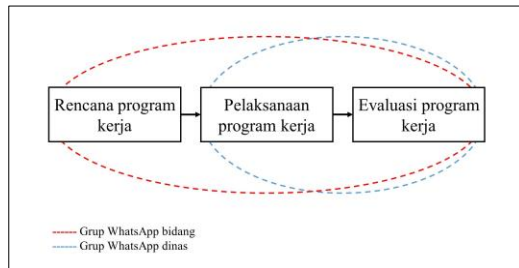 Rencana program
kerja
Pelaksanaan
program kerja
Evaluasi program
kerja
Grup WhatsApp bidang
Grup WhatsApp dinas